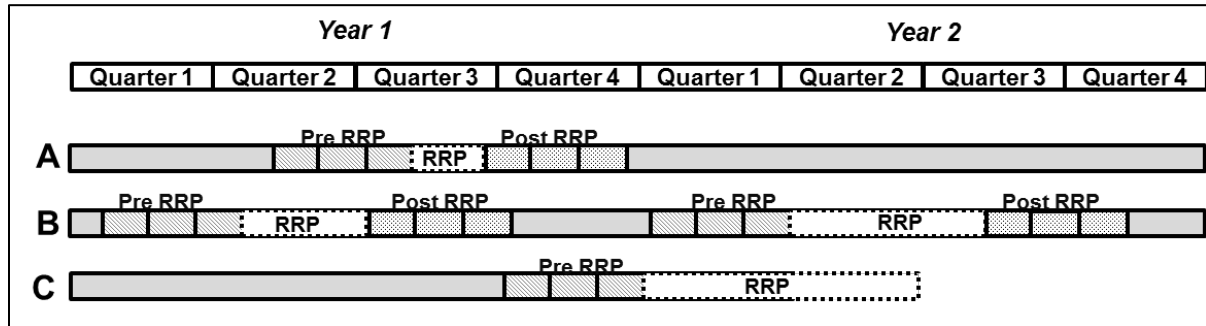 Year 1 Year 2
Quarter 1 Quarter 2 Quarter 3 Quarter 4 Quarter 1 Quarter 2 Quarter 3 Quarter 4
Pre RRP Post RRP
A RRP
Pre RRP Post RRP Pre RRP Post RRP
B RRP RRP
Pre RRP
C RRP